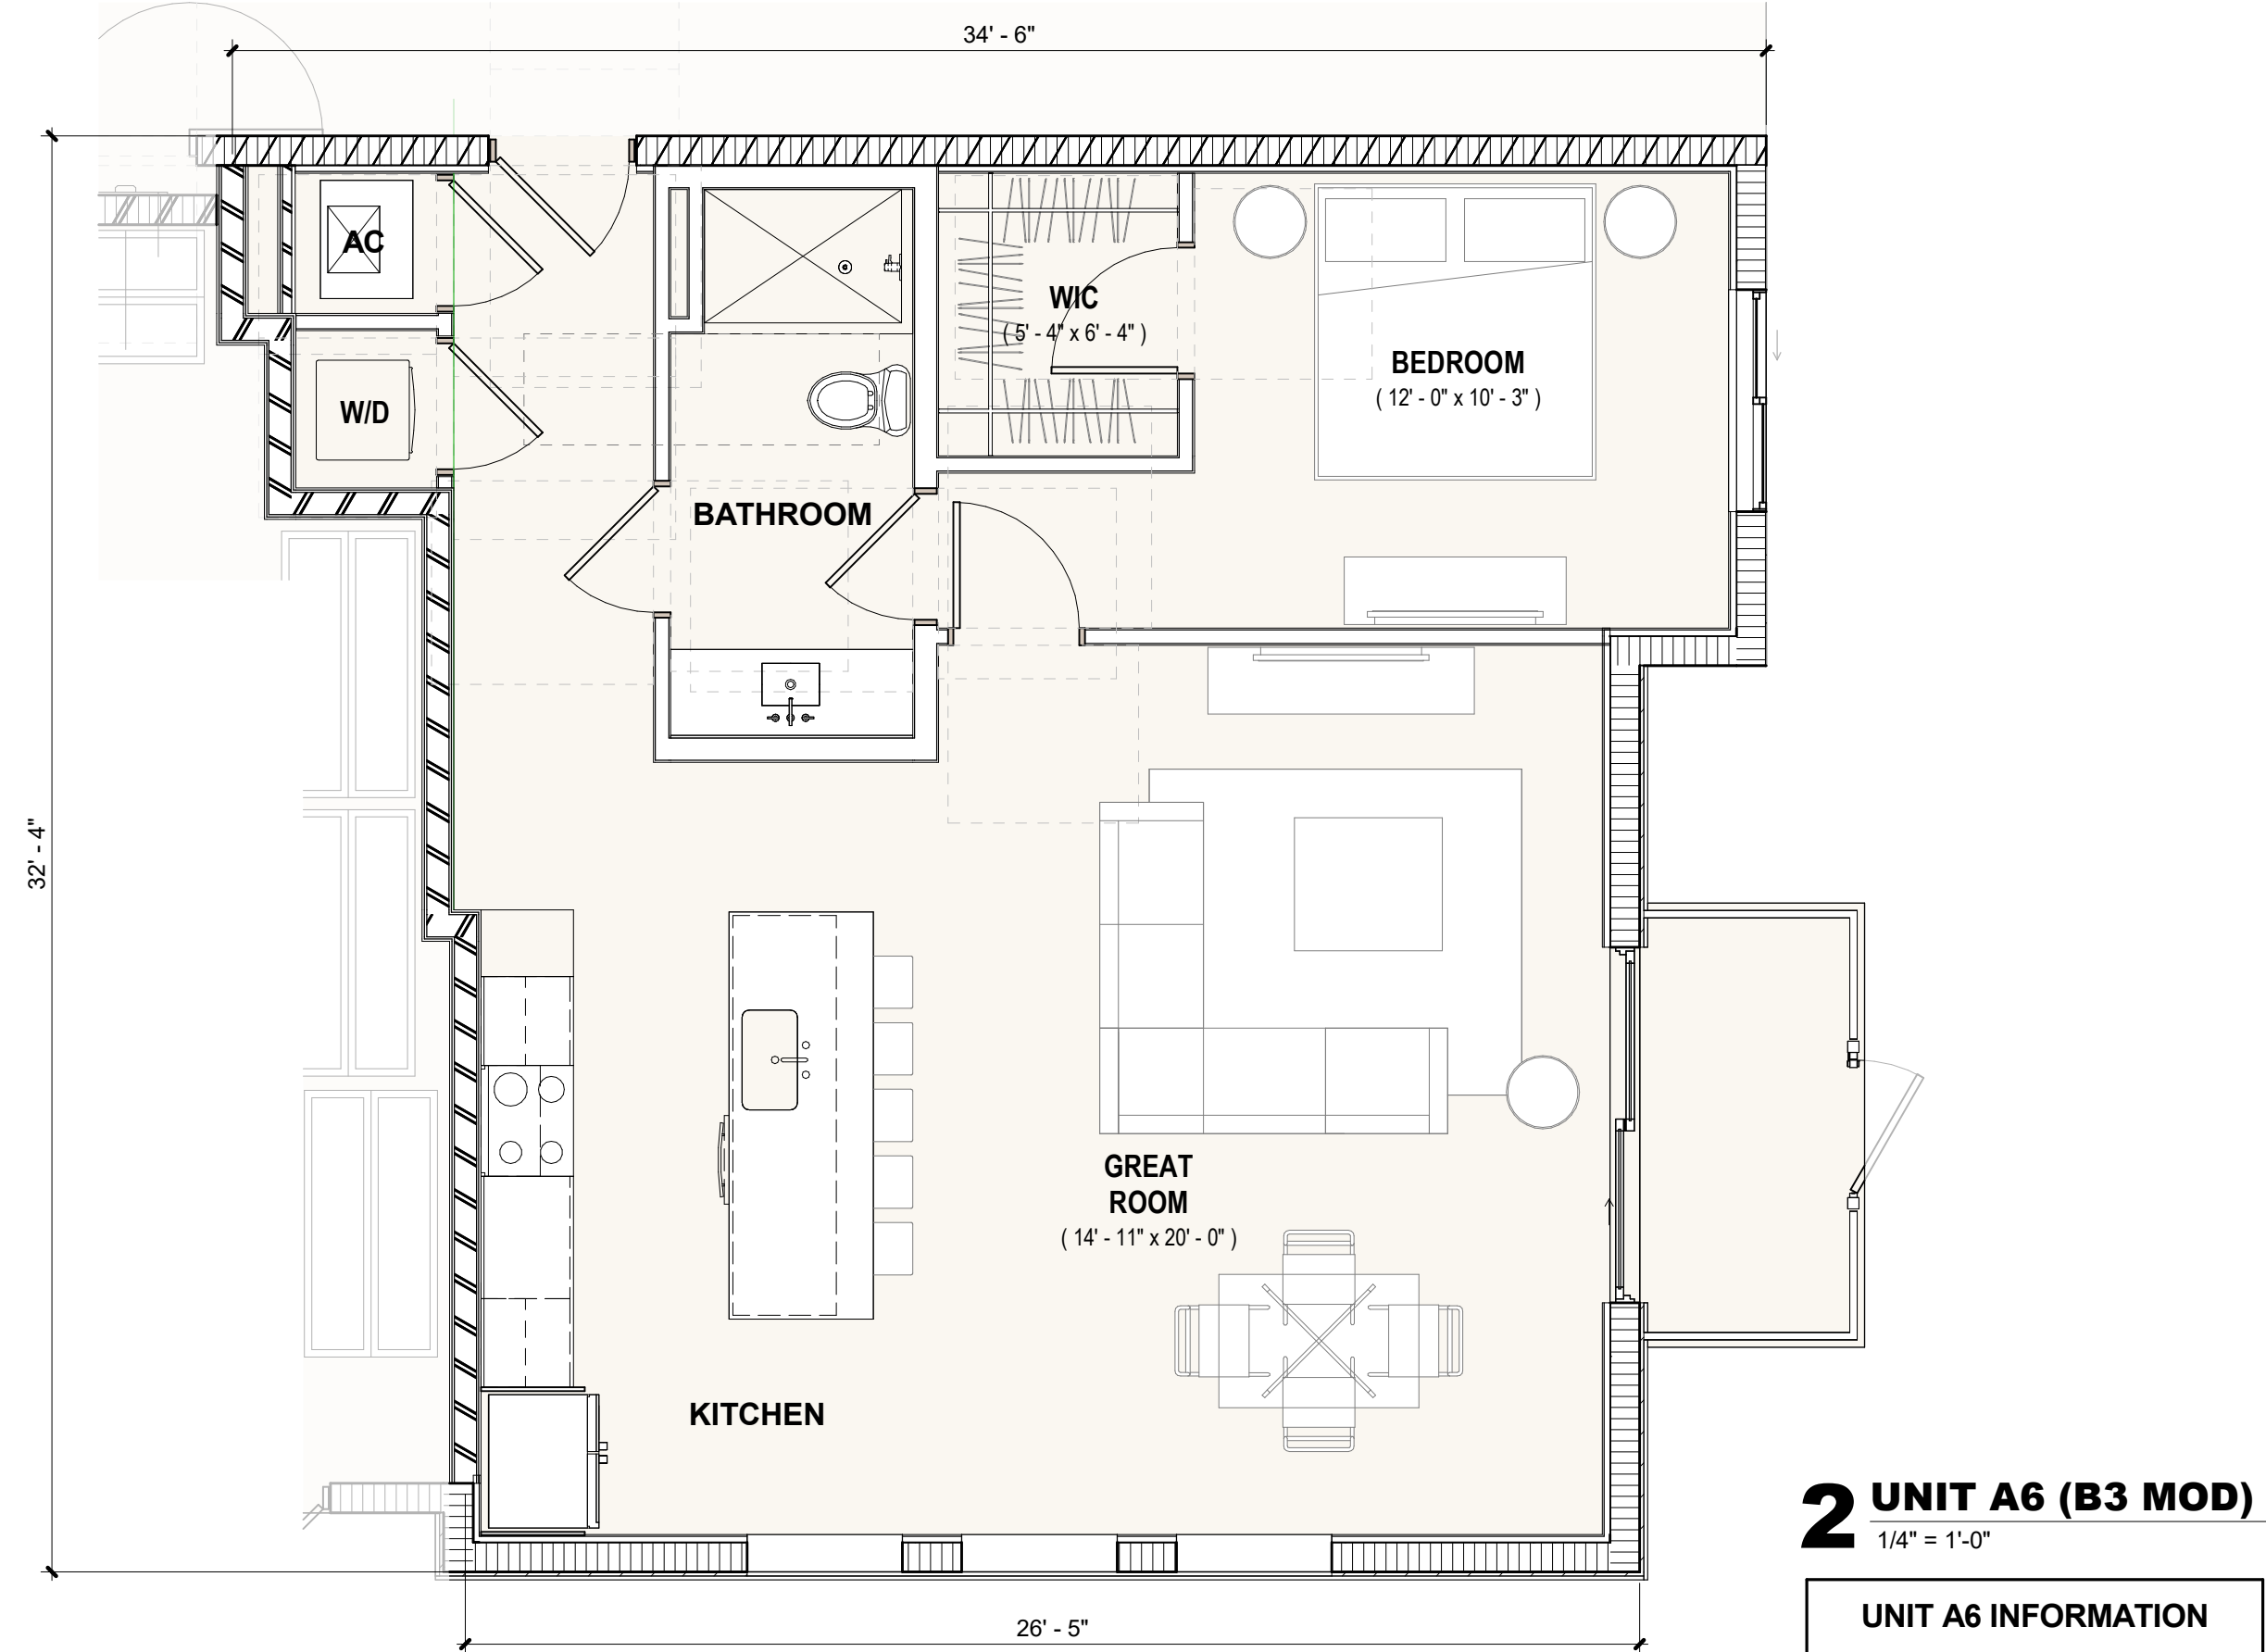 34' - 6"
AC
WIC
( 5' - 4" x 6' - 4" )
BEDROOM
( 12' - 0" x 10' - 3" )
W/D
BATHROOM
32' - 4"
GREAT
ROOM
( 14' - 11" x 20' - 0" )
KITCHEN
2 UNIT A6 (B3 MOD)
1/4" = 1'-0"
UNIT A6 INFORMATION
26' - 5"